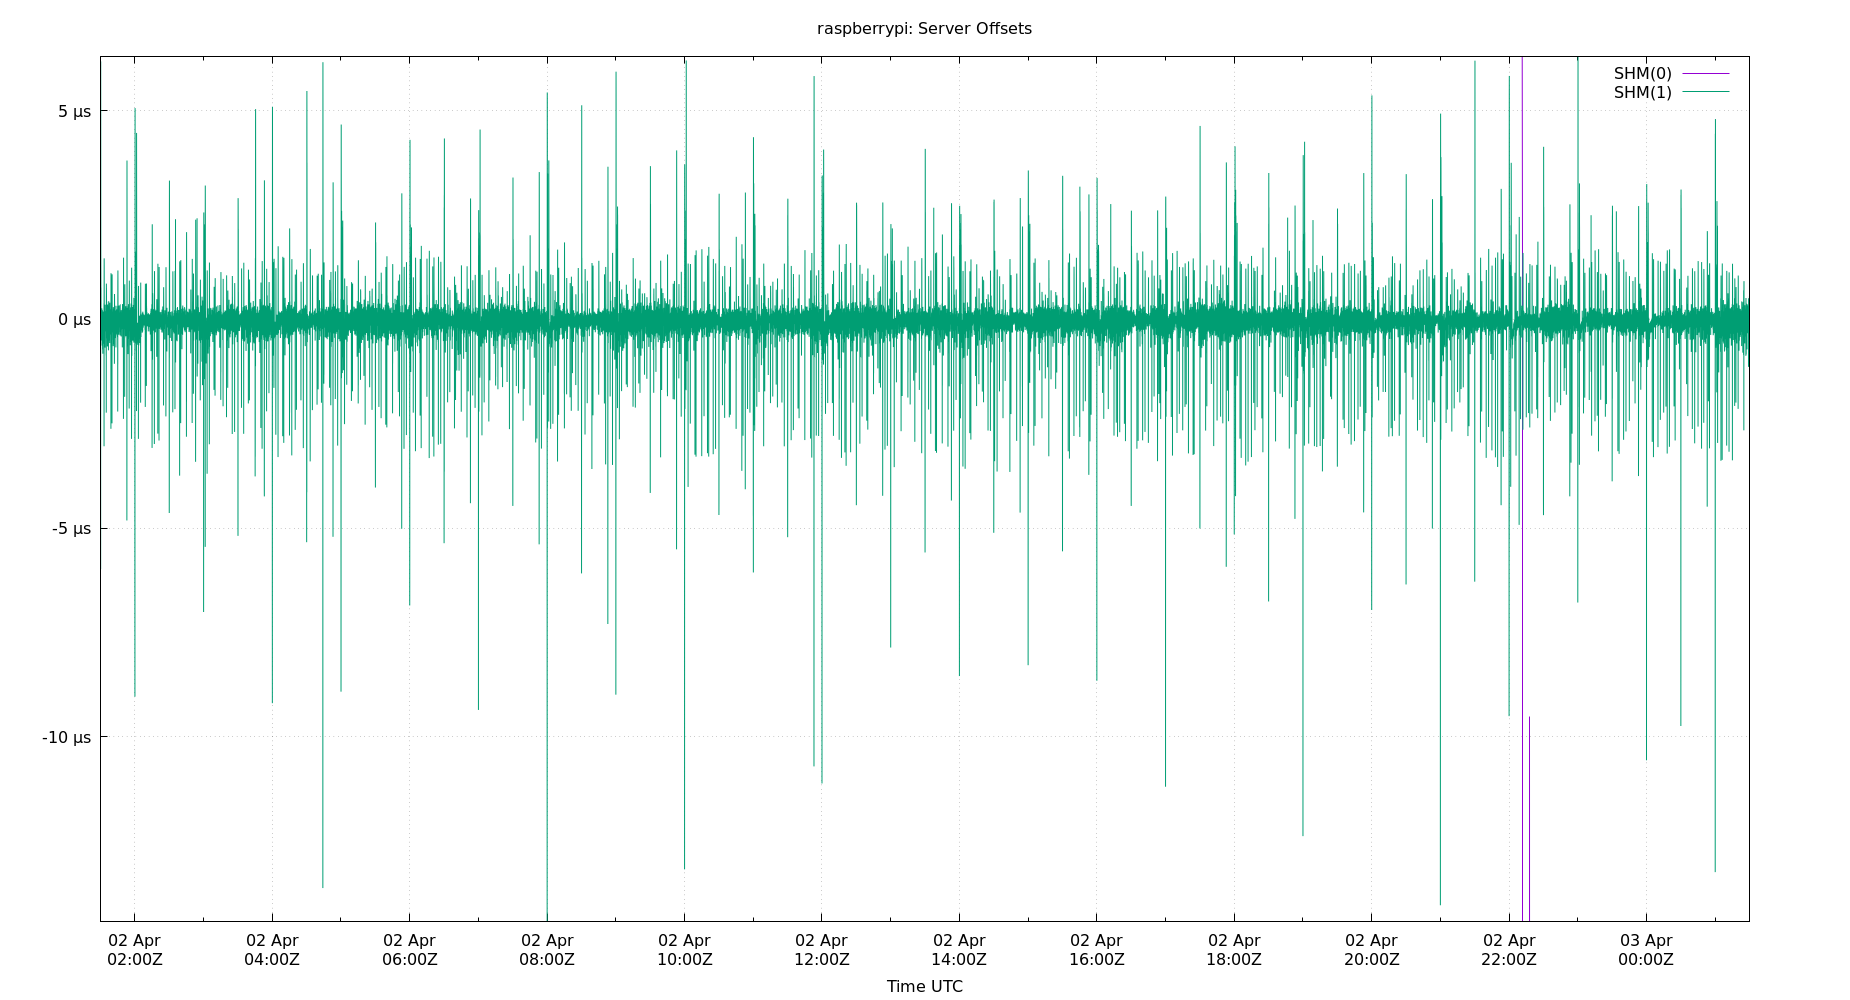 raspberrypi: Server Offsets
SHM(0)
SHM(1)
5 µs
0 µs
-5 µs
-10 µs
02 Apr 02 Apr 02 Apr 02 Apr 02 Apr 02 Apr 02 Apr 02 Apr 02 Apr 02 Apr 02 Apr 03 Apr
02:00Z 04:00Z 06:00Z 08:00Z 10:00Z 12:00Z 14:00Z 16:00Z 18:00Z 20:00Z 22:00Z 00:00Z
Time UTC